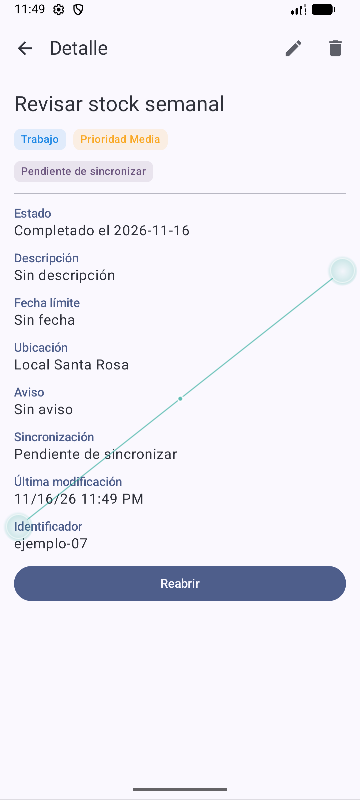 11:49
Detalle
Revisar stock semanal
Trabajo
Prioridad Media
Pendiente de sincronizar
Estado
Completado el 2026-11-16
Descripción
Sin descripción
Fecha límite
Sin fecha
Ubicación
Local Santa Rosa
Aviso
Sin aviso
Sincronización
Pendiente de sincronizar
Última modificación
11/16/26 11:49 PM
Identificador
ejemplo-07
Reabrir